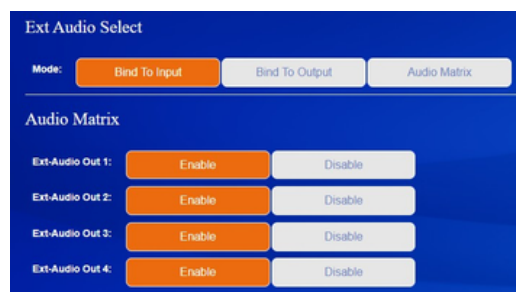 Ext Audio Select
Mode: Bind To Input Bind To Output Audio Matrix
Audio Matrix
Ext-Audio Out 1: Enable Disable
Ext-Audio Out 2: Enable Disable
Ext-Audio Out 3: Enable Disable
Ext-Audio Out 4: Enable Disable